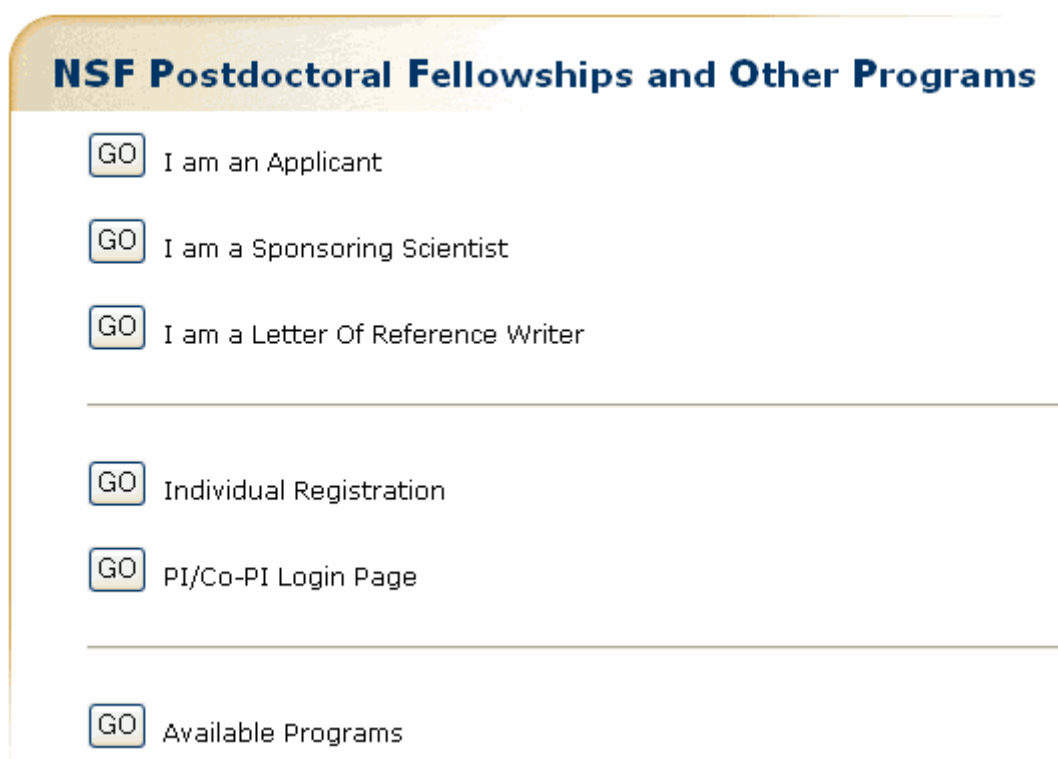 NSF Postdoctoral Fellowships and Other Programs
GO I am an Applicant
GO I am a Sponsoring Scientist
GO I am a Letter Of Reference Writer
GO Individual Registration
GO PI/Co-PI Login Page
GO Available Programs